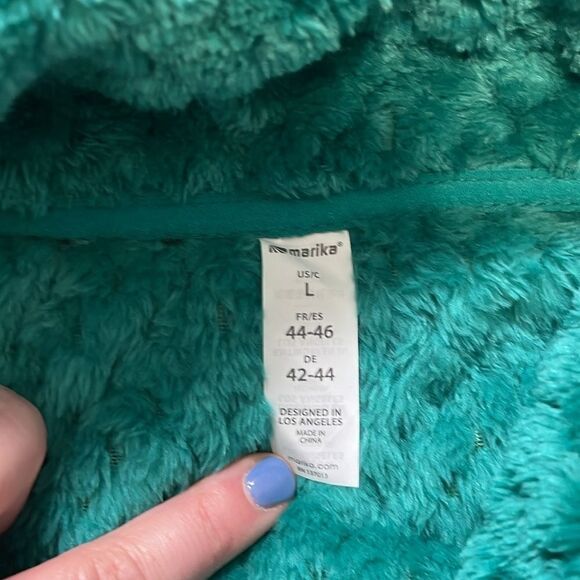 marika®
US/C
L
FR/ES
44-46
DE
42-44
DESIGNED IN
LOS ANGELES
MADE IN
CHINA
marika.com